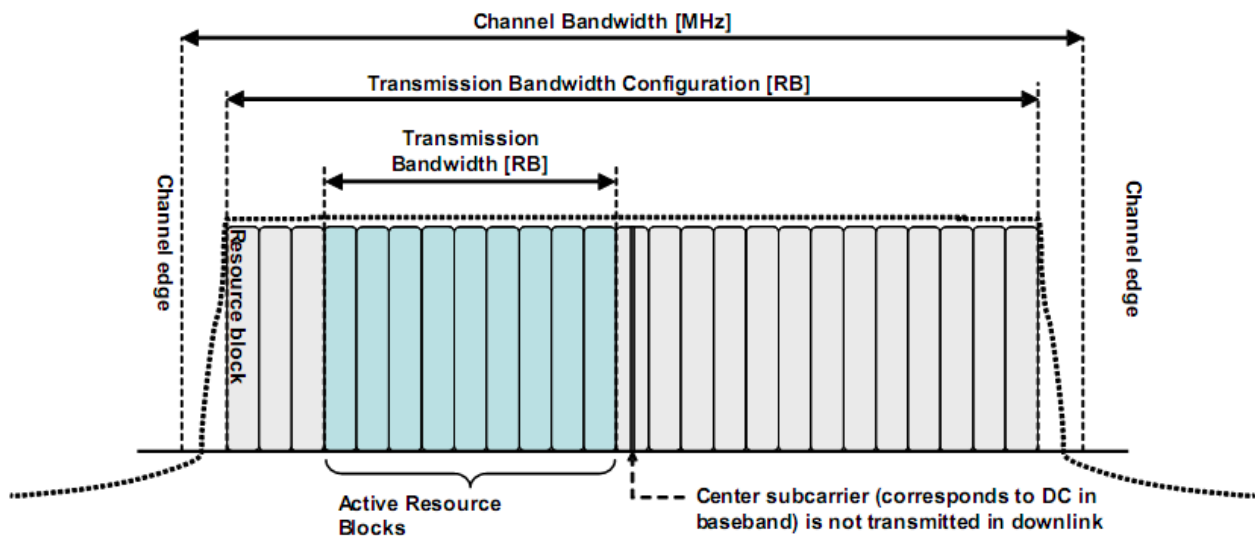 Channel Bandwidth [MHz]
Transmission Bandwidth Configuration [RB]
Transmission
Bandwidth [RB]
Channel edge
Channel edge
Resource block
Active Resource
Blocks
Center subcarrier (corresponds to DC in
baseband) is not transmitted in downlink